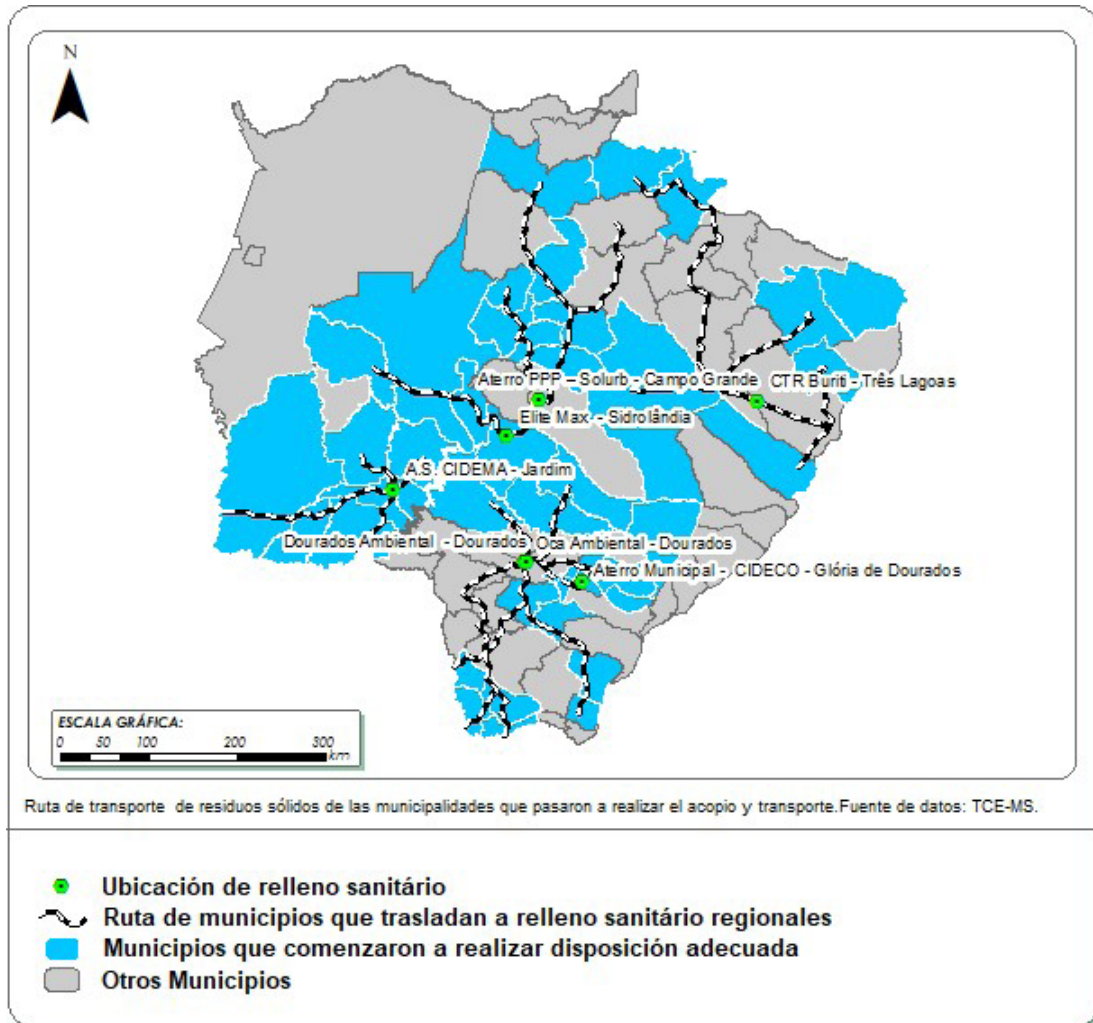 N
Aterro PPP – Solurb - Campo Grande
CTR Buriti - Três Lagoas
Elite Max - Sidrolândia
A.S. CIDEMA - Jardim
Dourados Ambiental - Dourados
Oca Ambiental - Dourados
Aterro Municipal - CIDECO - Glória de Dourados
ESCALA GRÁFICA:
0 50 100 200 300
km
Ruta de transporte de residuos sólidos de las municipalidades que pasaron a realizar el acopio y transporte.Fuente de datos: TCE-MS.
Ubicación de relleno sanitário
Ruta de municipios que trasladan a relleno sanitário regionales
Municipios que comenzaron a realizar disposición adecuada
Otros Municipios